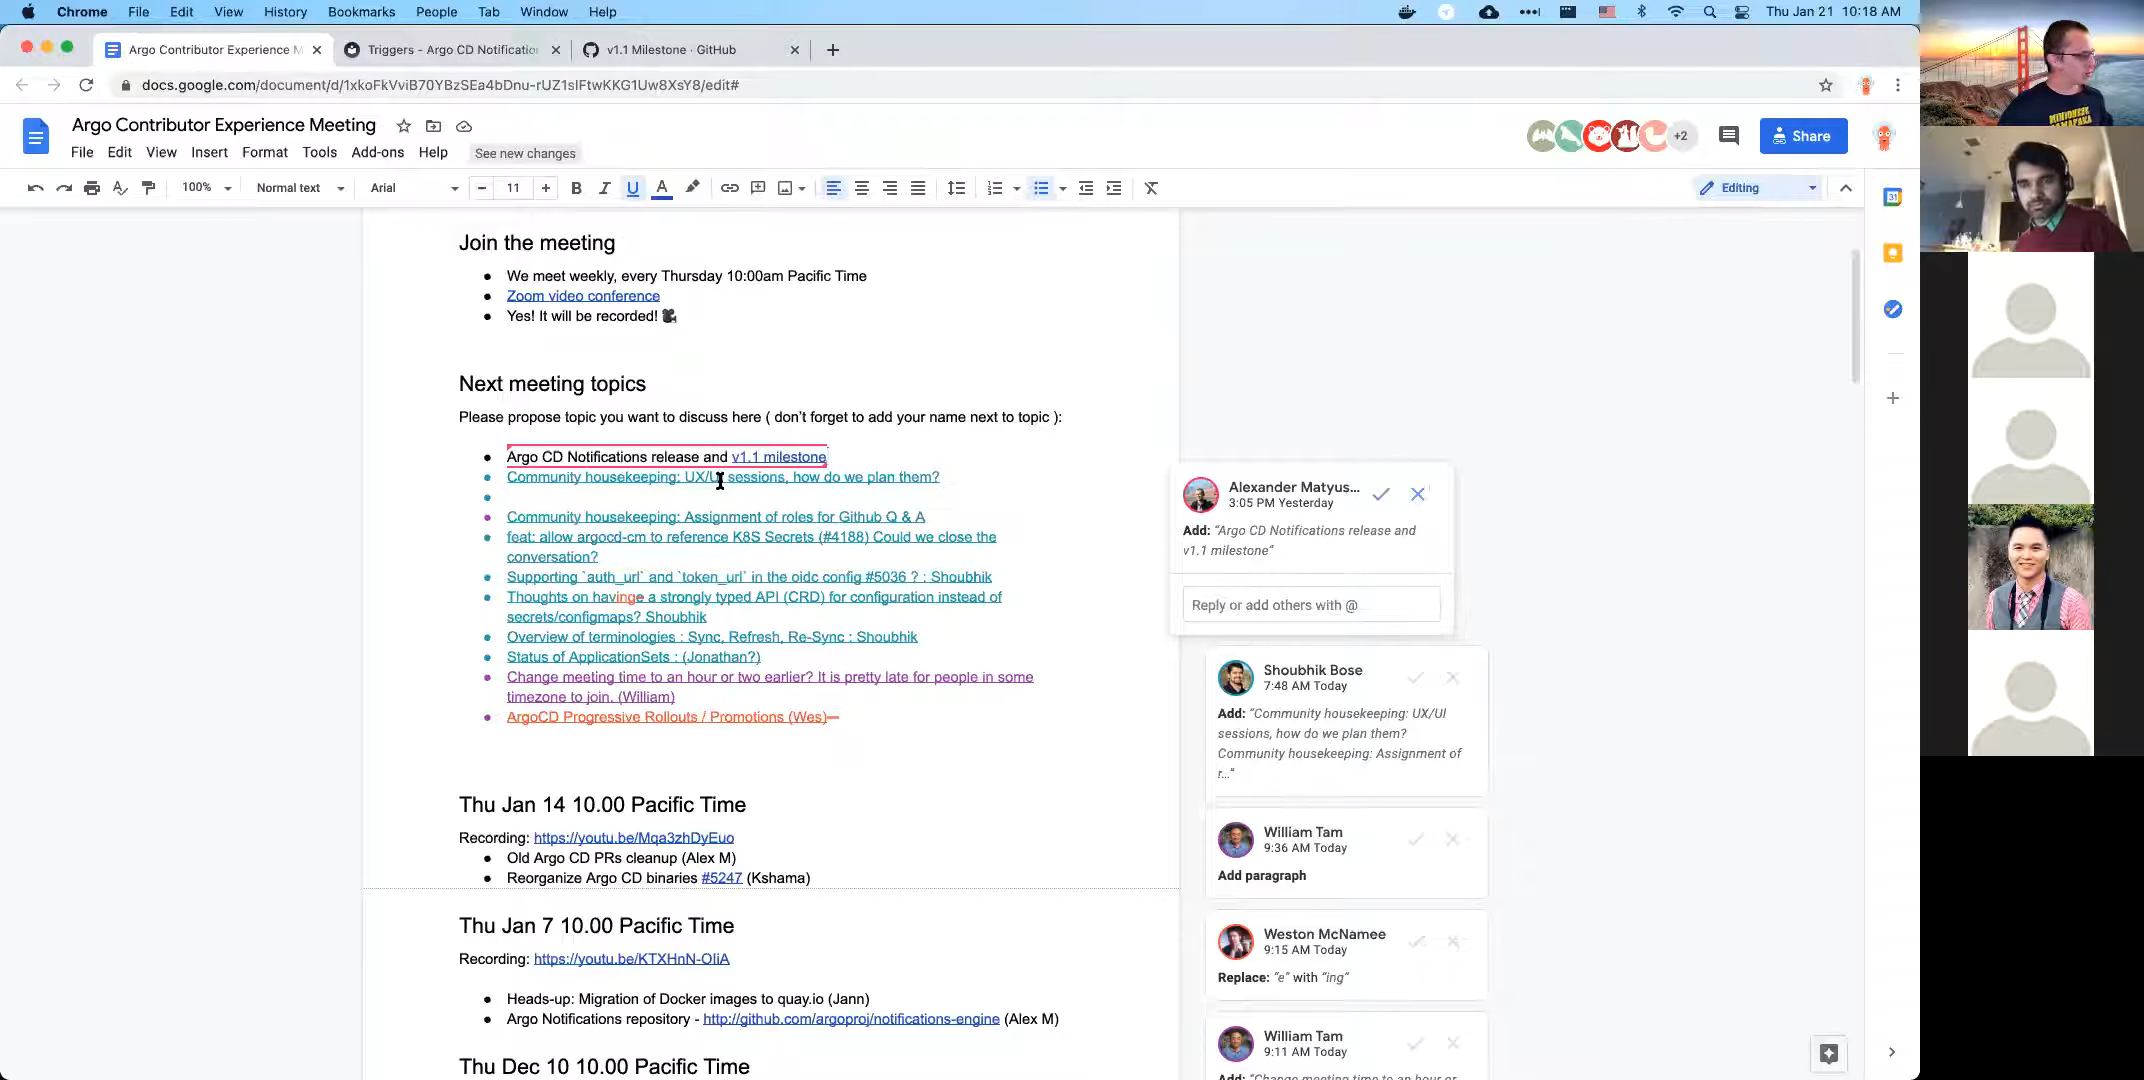 Chrome File Edit View History Bookmarks People Tab Window Help Thu Jan 21 10:18 AM
Argo Contributor Experience M Triggers - Argo CD Notification v1.1 Milestone · GitHub
docs.google.com/document/d/1xkoFkVviB70YBzSEa4bDnu-rUZ1sIFtwKKG1Uw8XsY8/edit#
Argo Contributor Experience Meeting
+2
Share
File Edit View Insert Format Tools Add-ons Help See new changes
100% Normal text Arial 11 Editing
Join the meeting
We meet weekly, every Thursday 10:00am Pacific Time
Zoom video conference
Yes! It will be recorded!
Next meeting topics
Please propose topic you want to discuss here ( don't forget to add your name next to topic ):
Argo CD Notifications release and v1.1 milestone
Community housekeeping: UX/UI sessions, how do we plan them?
Community housekeeping: Assignment of roles for Github Q & A
feat: allow argocd-cm to reference K8S Secrets (#4188) Could we close the
conversation?
Supporting `auth_url` and `token_url` in the oidc config #5036 ? : Shoubhik
Thoughts on havinge a strongly typed API (CRD) for configuration instead of
secrets/configmaps? Shoubhik
Overview of terminologies : Sync, Refresh, Re-Sync : Shoubhik
Status of ApplicationSets : (Jonathan?)
Change meeting time to an hour or two earlier? It is pretty late for people in some
timezone to join. (William)
ArgoCD Progressive Rollouts / Promotions (Wes)
Thu Jan 14 10.00 Pacific Time
Recording: https://youtu.be/Mqa3zhDyEuo
Old Argo CD PRs cleanup (Alex M)
Reorganize Argo CD binaries #5247 (Kshama)
Thu Jan 7 10.00 Pacific Time
Recording: https://youtu.be/KTXHnN-OIiA
Heads-up: Migration of Docker images to quay.io (Jann)
Argo Notifications repository - http://github.com/argoproj/notifications-engine (Alex M)
Thu Dec 10 10.00 Pacific Time
Alexander Matyus...
3:05 PM Yesterday
Add: “Argo CD Notifications release and
v1.1 milestone”
Reply or add others with @
Shoubhik Bose
7:48 AM Today
Add: “Community housekeeping: UX/UI
sessions, how do we plan them?
Community housekeeping: Assignment of
r...”
William Tam
9:36 AM Today
Add paragraph
Weston McNamee
9:15 AM Today
Replace: “e” with “ing”
William Tam
9:11 AM Today
Add: “Change meeting time to an hour or
31